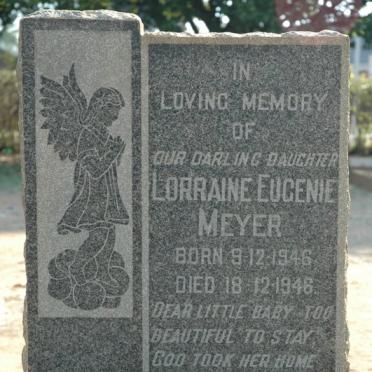 IN
LOVING MEMORY
OF
OUR DARLING DAUGHTER
LORRAINE EUGENIE
MEYER
BORN 9-12-1946
DIED 18-12-1946
DEAR LITTLE BABY TOO
BEAUTIFUL TO STAY
GOD TOOK HER HOME